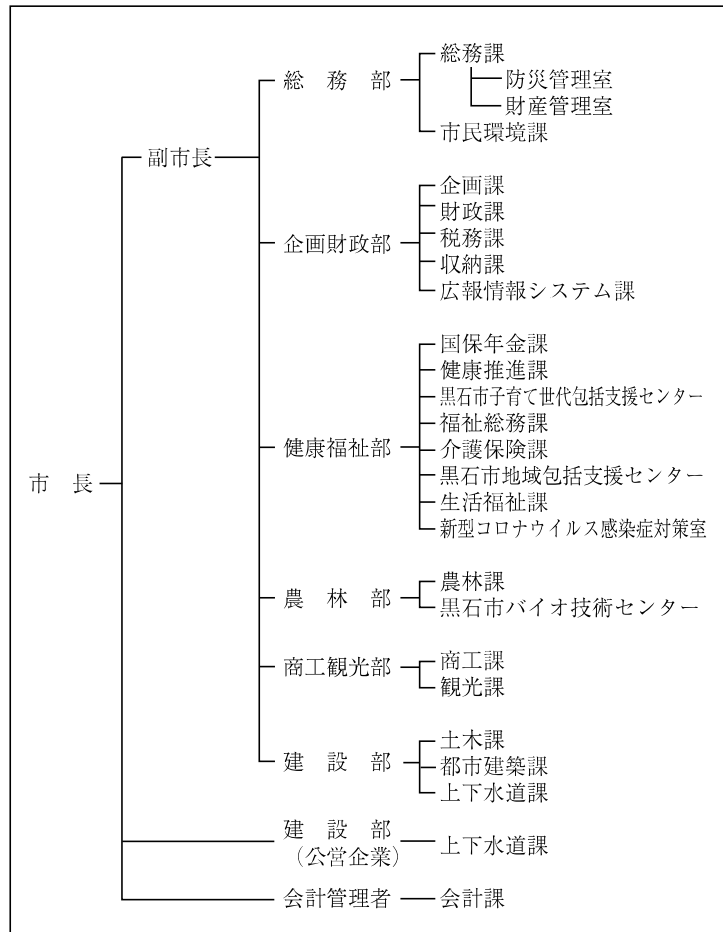 総務課
総務部
防災管理室
財産管理室
市民環境課
副市長
企画課
財政課
企画財政部
税務課
収納課
広報情報システム課
国保年金課
健康推進課
黒石市子育て世代包括支援センター
福祉総務課
健康福祉部
介護保険課
黒石市地域包括支援センター
市長
生活福祉課
新型コロナウイルス感染症対策室
農林課
農林部
黒石市バイオ技術センター
商工課
商工観光部
観光課
土木課
建設部
都市建築課
上下水道課
建設部
(公営企業)
上下水道課
会計管理者
会計課